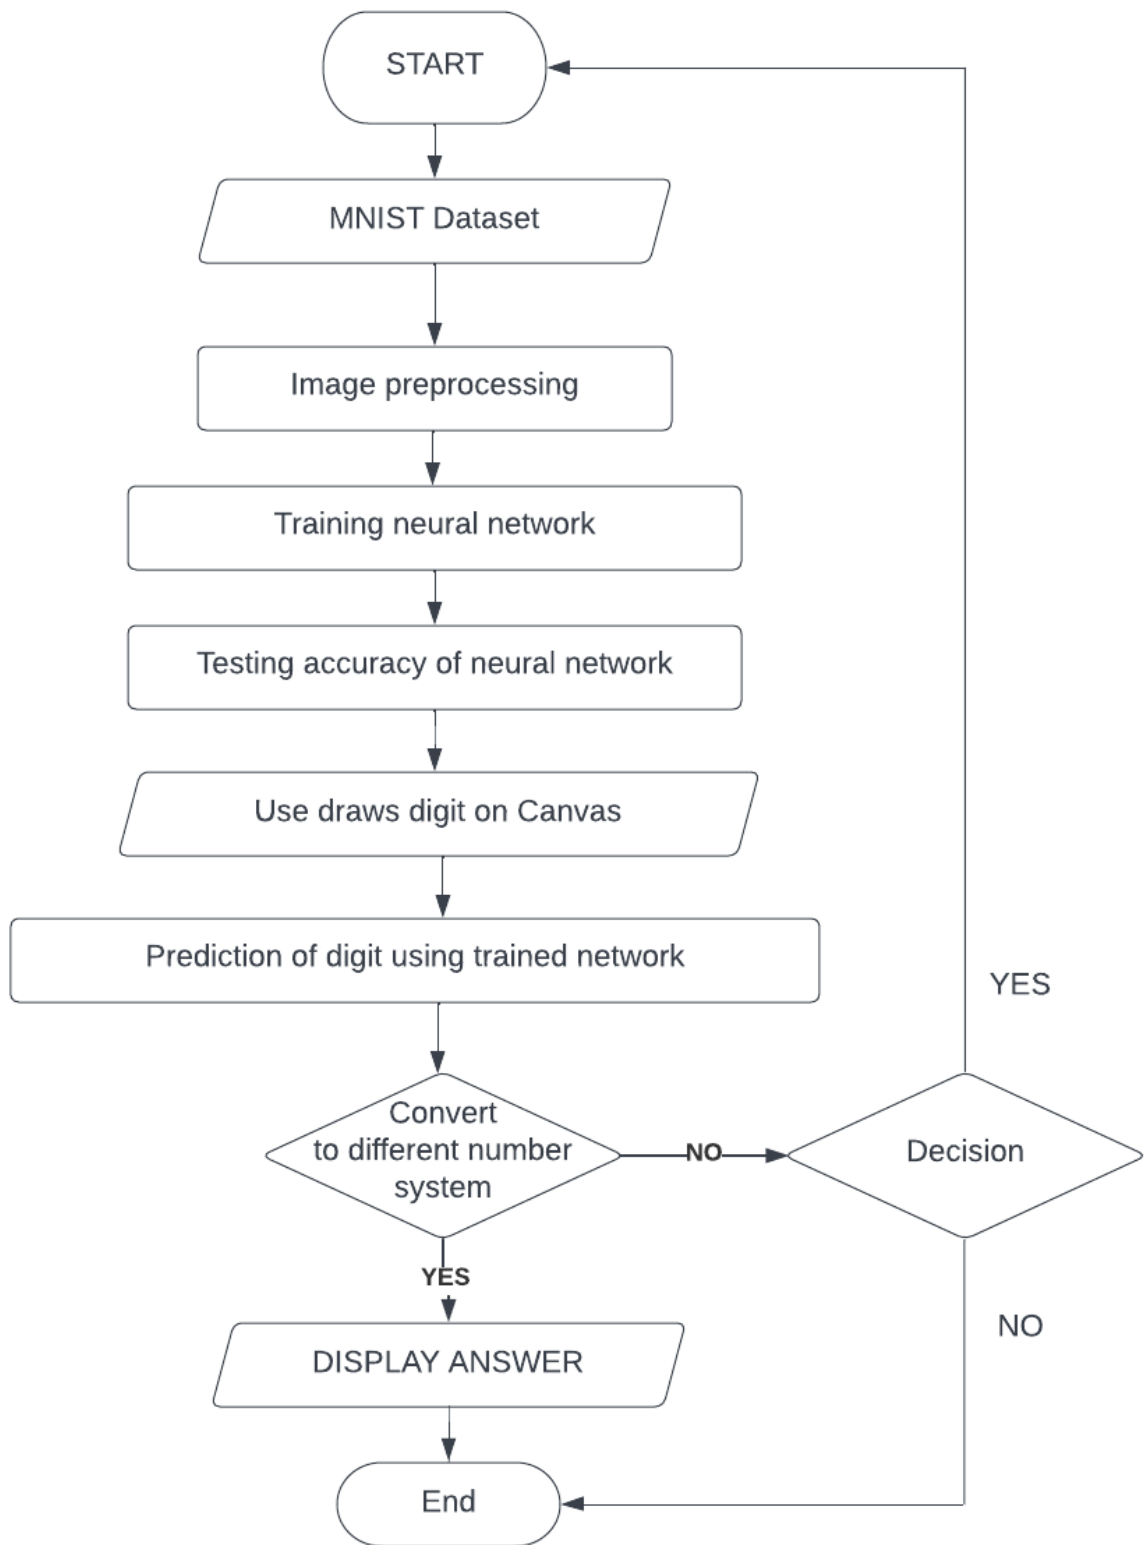 START
MNIST Dataset
Image preprocessing
Training neural network
Testing accuracy of neural network
Use draws digit on Canvas
Prediction of digit using trained network
YES
Convert
to different number
system
NO
Decision
YES
NO
DISPLAY ANSWER
End